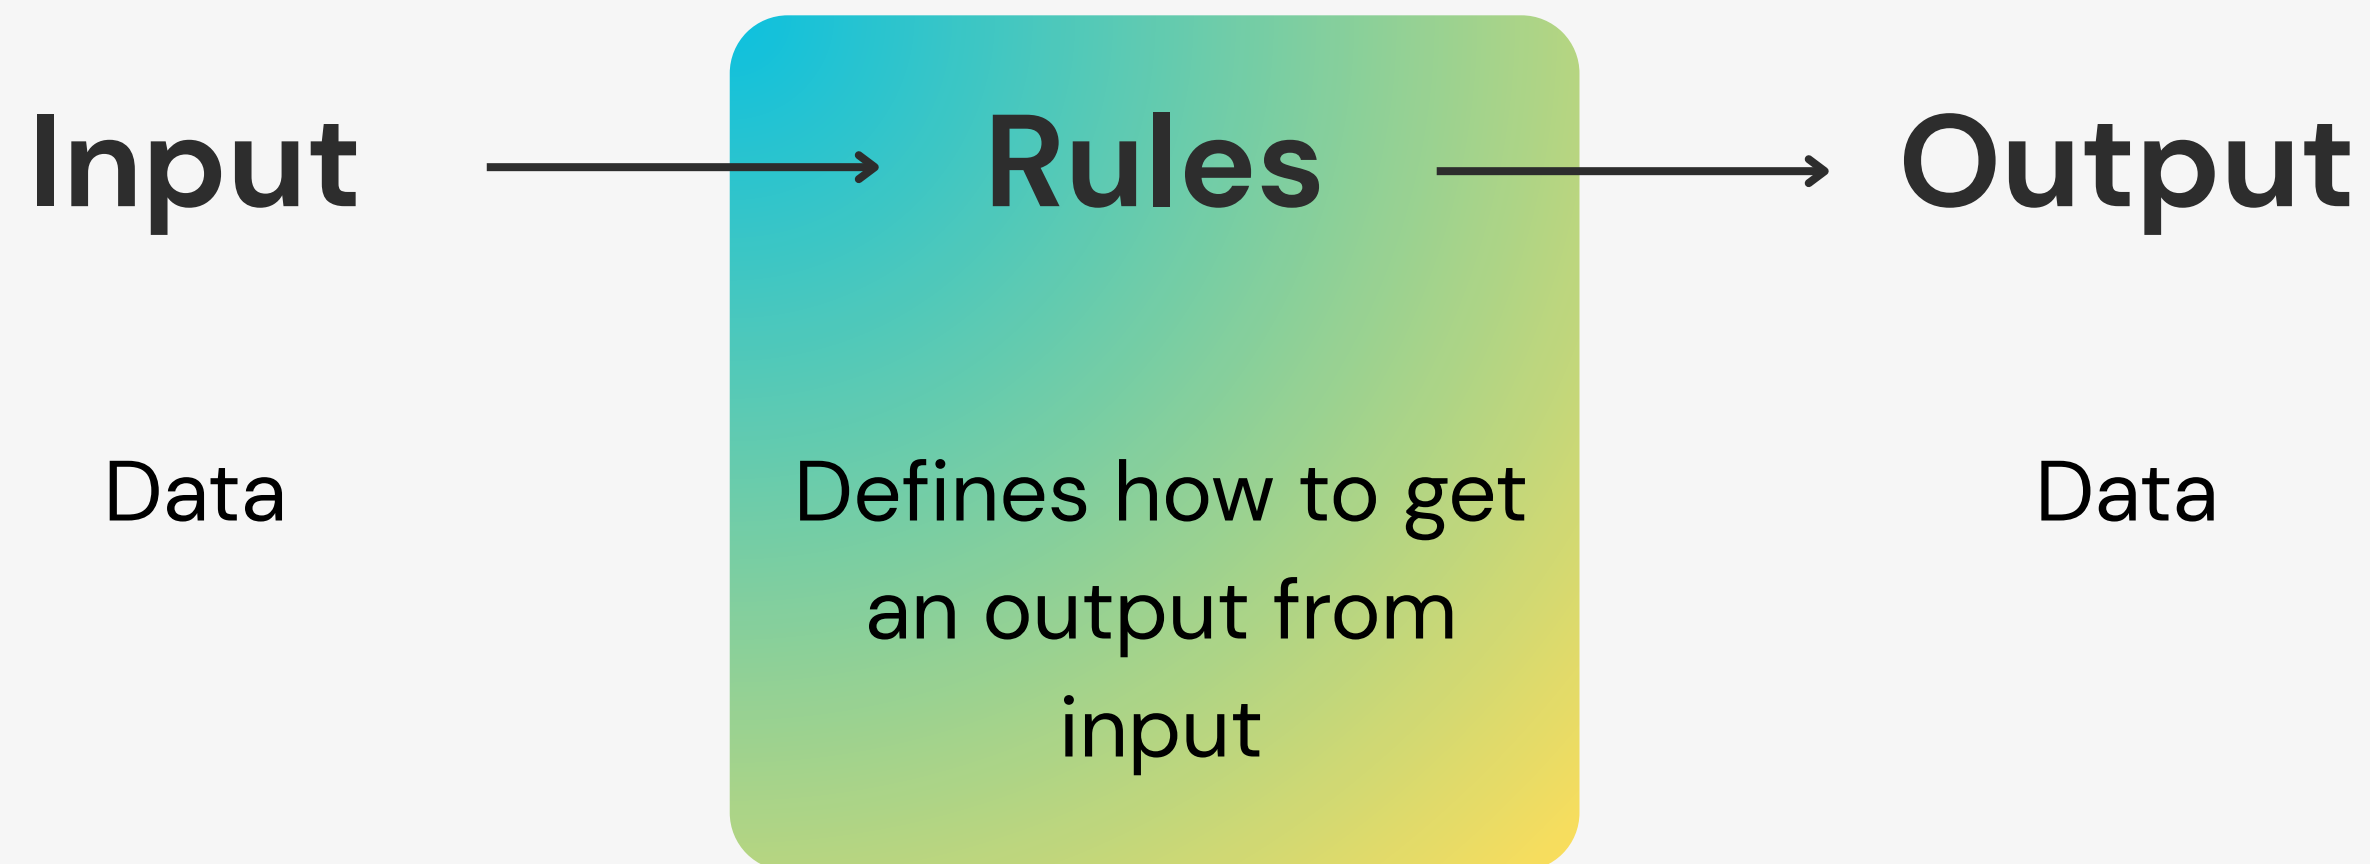 Input
Rules
Output
Data
Defines how to get
an output from
input
Data